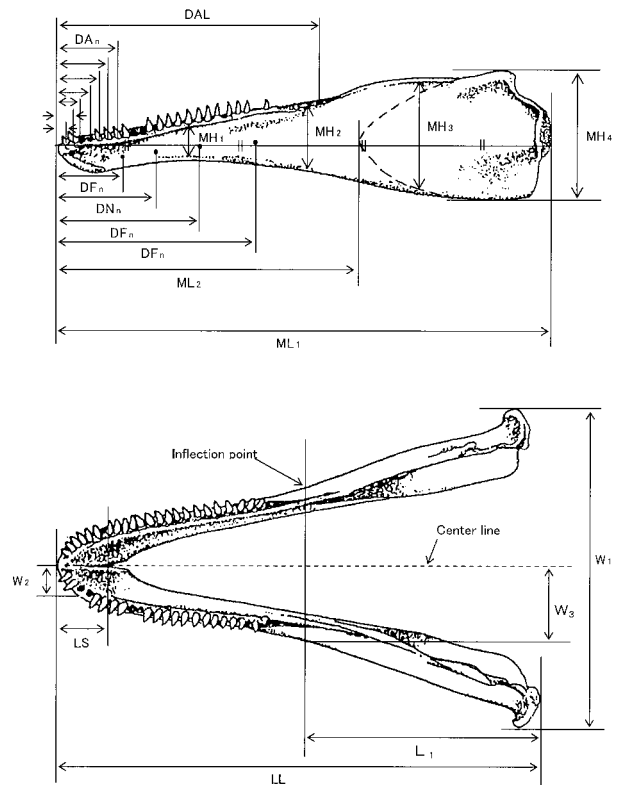 DAL
DAn
MH1
MH2
MH3
MH4
DFn
DNn
DFn
DFn
ML2
ML1
Inflection point
Center line
W1
W2
W3
LS
L1
LL